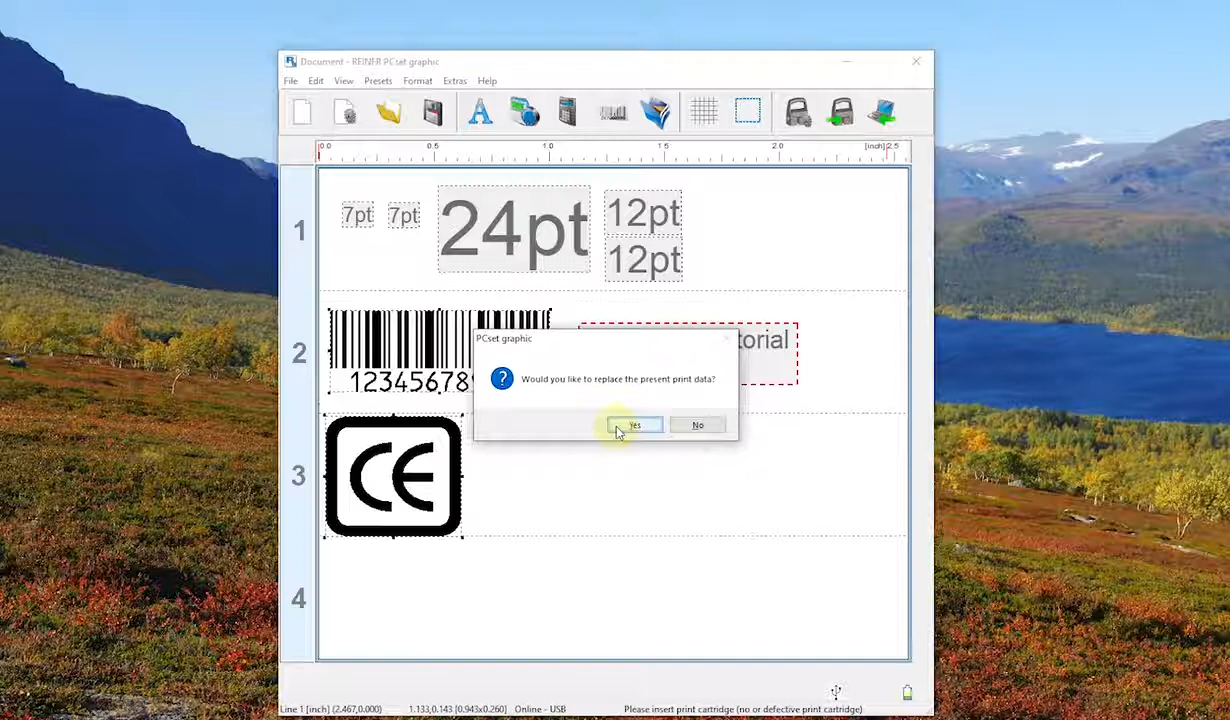 Document - REINER PCset graphic
File Edit View Presets Format Extras Help
0.0 0.5 1.0 1.5 2.0 [inch] 2.5
1
7pt 7pt 24pt 12pt
12pt
2
torial
12345678
PCset graphic
Would you like to replace the present print data?
Yes No
3
CE
4
Line 1 [inch] (2.467,0.000) 1.133,0.143 [0.943x0.260] Online - USB Please insert print cartridge (no or defective print cartridge)